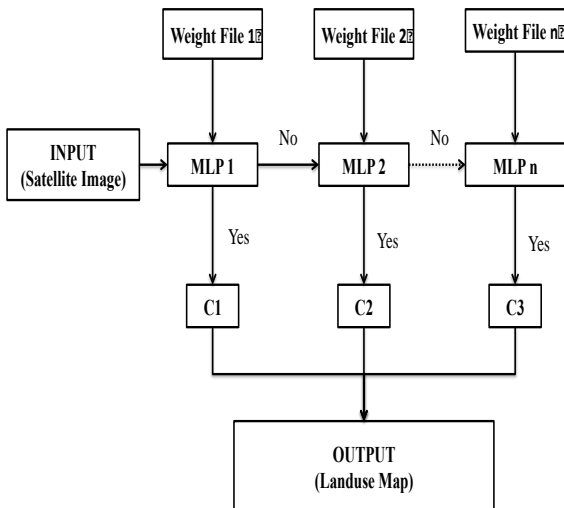 Weight File 1
Weight File 2
Weight File n
INPUT
(Satellite Image)
MLP 1
No
MLP 2
No
MLP n
Yes
Yes
Yes
C1
C2
C3
OUTPUT
(Landuse Map)